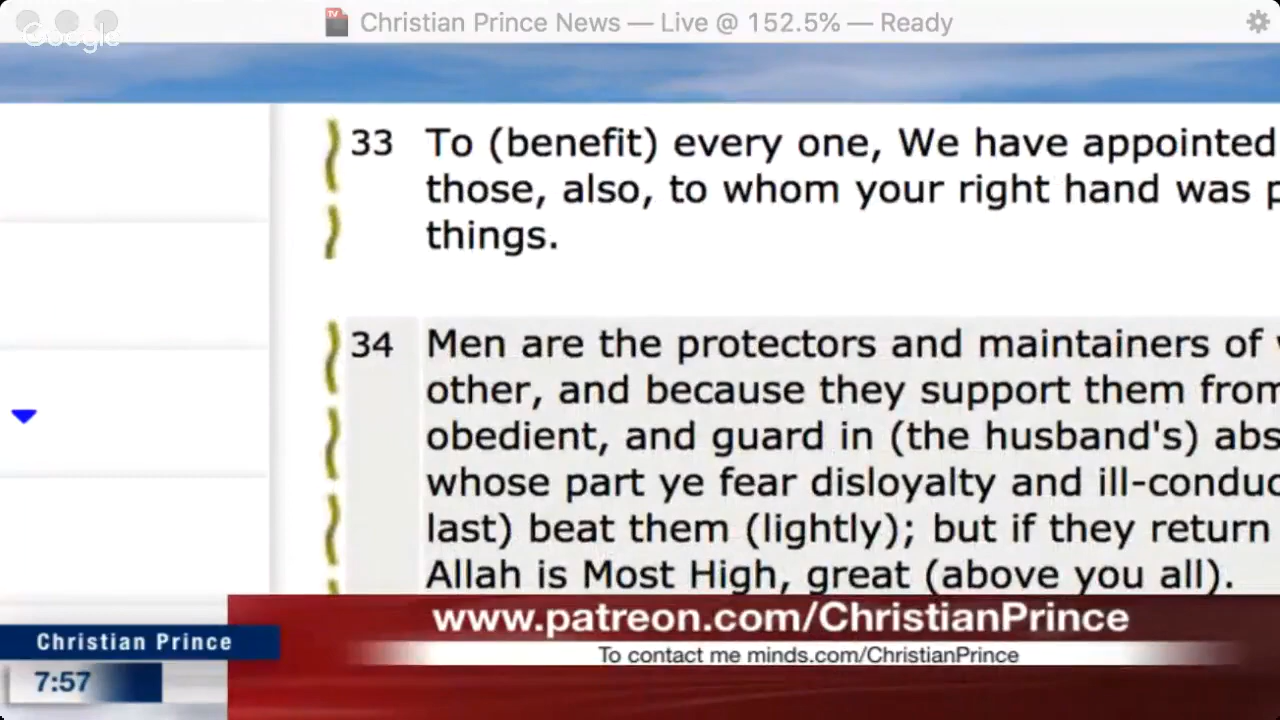 Christian Prince News — Live @ 152.5% — Ready
Google
33 To (benefit) every one, We have appointed
those, also, to whom your right hand was
things.
34 Men are the protectors and maintainers of
other, and because they support them from
obedient, and guard in (the husband's)
whose part ye fear disloyalty and
last) beat them (lightly); but if they return
Allah is Most High, great (above you all).
www.patreon.com/ChristianPrince
Christian Prince
To contact me minds.com/ChristianPrince
7:57